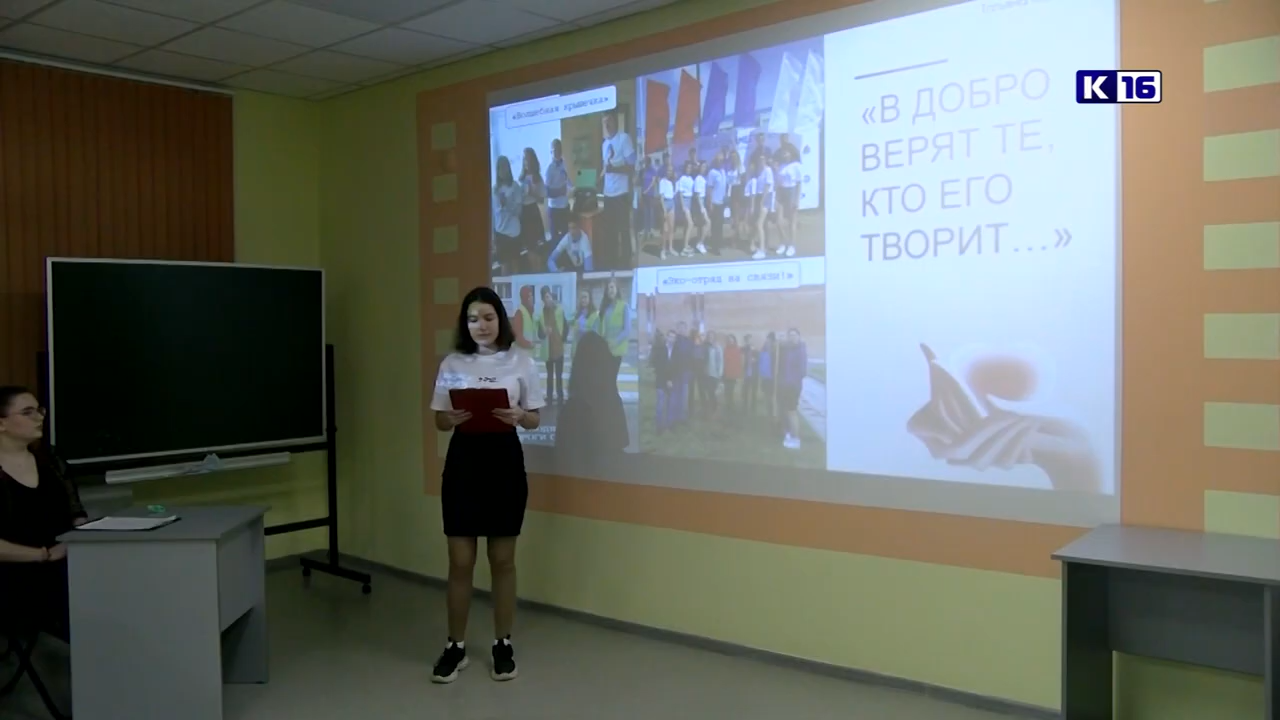 К 16
«Волшебная крышечка»
«В ДОБРО
ВЕРЯТ ТЕ,
КТО ЕГО
ТВОРИТ...»
«Эко-отряд на связи!»